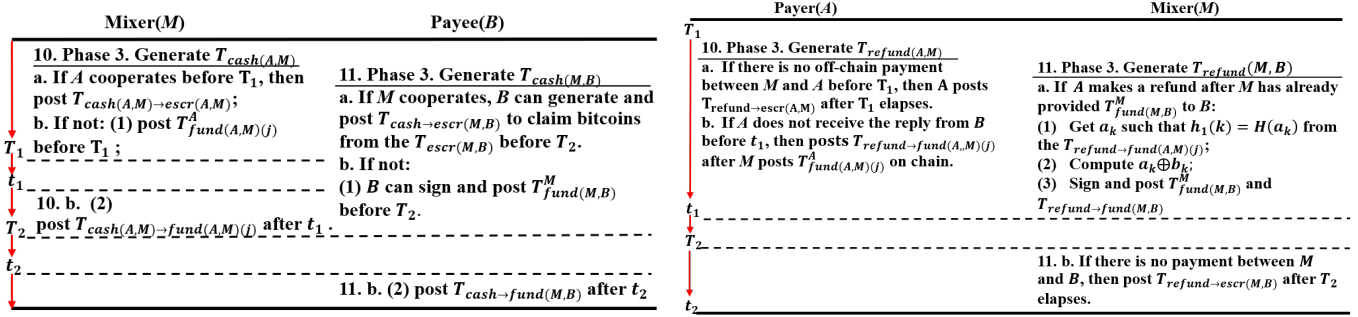 Mixer(M)
Payee(B)
10. Phase 3. Generate T_cash(A,M)
a. If A cooperates before T₁, then
post T_cash(A,M)→escr(A,M);
b. If not: (1) post T^A_fund(A,M)(j)
before T₁ ;
T₁
t₁
10. b. (2)
post T_cash(A,M)→fund(A,M)(j) after t₁ .
T₂
t₂
11. Phase 3. Generate T_cash(M,B)
a. If M cooperates, B can generate and
post T_cash→escr(M,B) to claim bitcoins
from the T_escr(M,B) before T₂.
b. If not:
(1) B can sign and post T^M_fund(M,B)
before T₂.
11. b. (2) post T_cash→fund(M,B) after t₂
Payer(A)
Mixer(M)
T₁
10. Phase 3. Generate T_refund(A,M)
a. If there is no off-chain payment
between M and A before T₁, then A posts
T_refund→escr(A,M) after T₁ elapses.
b. If A does not receive the reply from B
before t₁, then posts T_refund→fund(A,,M)(j)
after M posts T^A_fund(A,M)(j) on chain.
t₁
T₂
t₂
11. Phase 3. Generate T_refund(M,B)
a. If A makes a refund after M has already
provided T^M_fund(M,B) to B:
(1) Get a_k such that h₁(k) = H(a_k) from
the T_refund→fund(A,M)(j);
(2) Compute a_k⊕b_k;
(3) Sign and post T^M_fund(M,B) and
T_refund→fund(M,B)
11. b. If there is no payment between M
and B, then post T_refund→escr(M,B) after T₂
elapses.